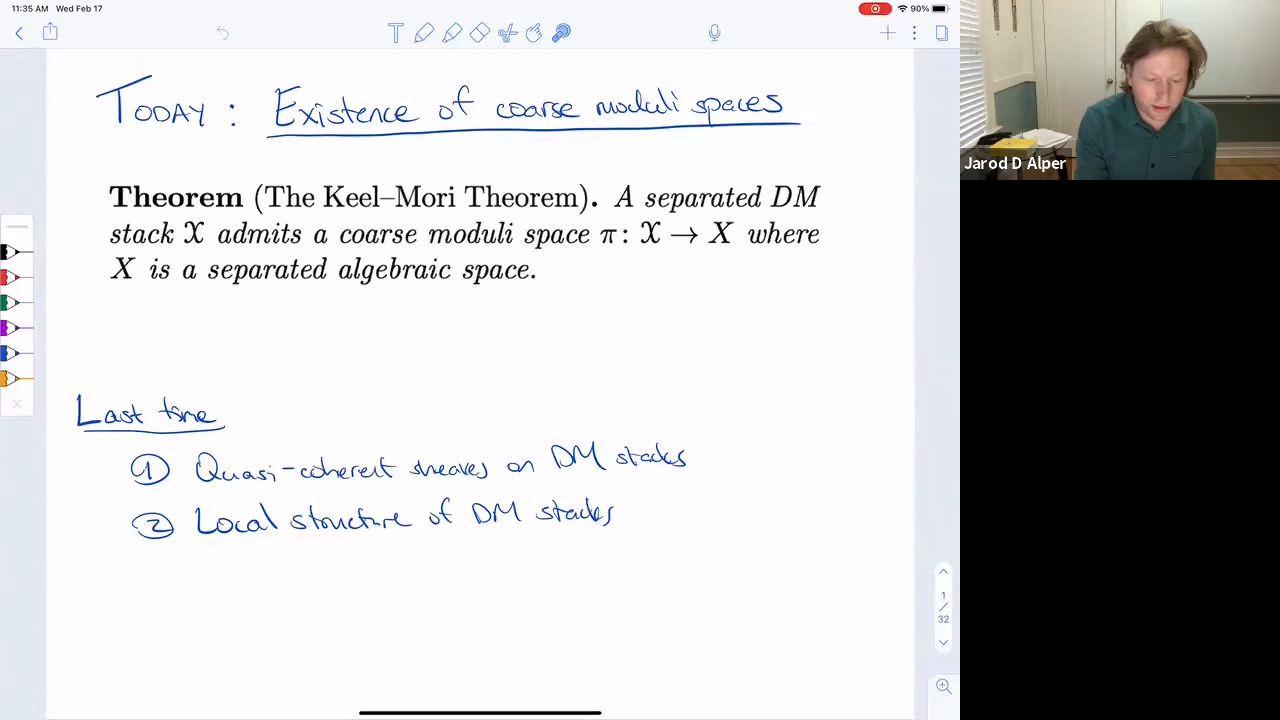 11:35 AM Wed Feb 17
90%
TODAY : Existence of coarse moduli spaces
Theorem (The Keel–Mori Theorem). A separated DM
stack 𝒳 admits a coarse moduli space π: 𝒳 → X where
X is a separated algebraic space.
Last time
① Quasi-coherent sheaves on DM stacks
② Local structure of DM stacks
Jarod D Alper
1
/
32